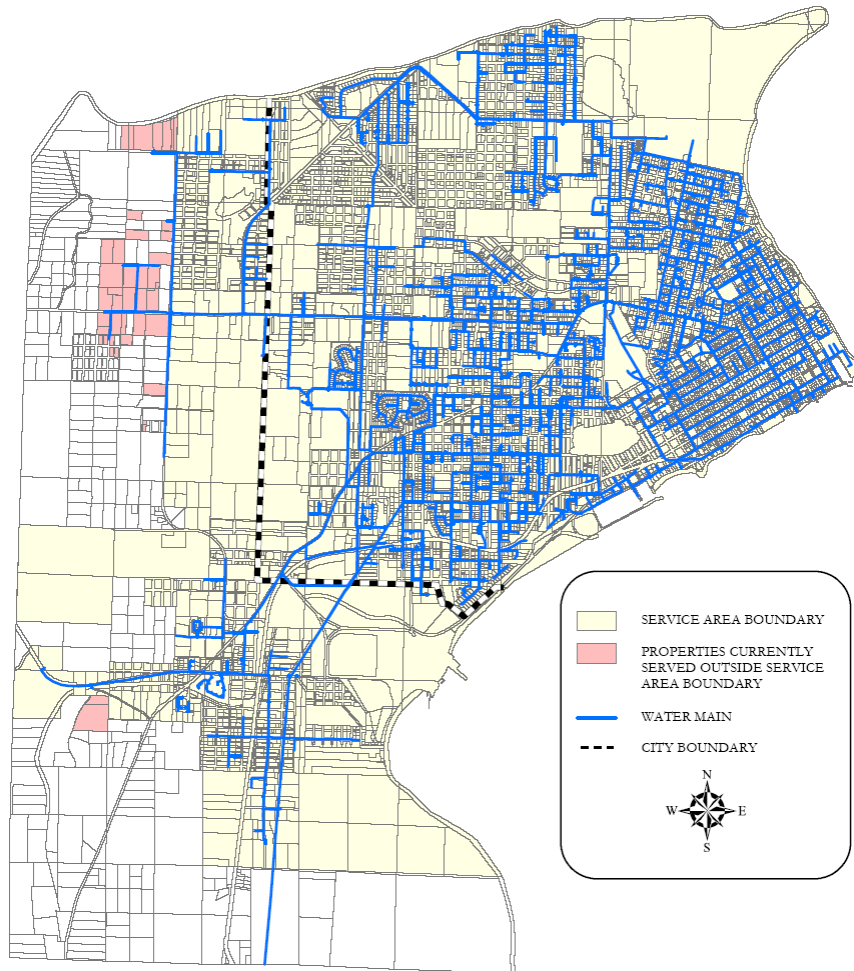 SERVICE AREA BOUNDARY
PROPERTIES CURRENTLY
SERVED OUTSIDE SERVICE
AREA BOUNDARY
WATER MAIN
CITY BOUNDARY
N
W E
S